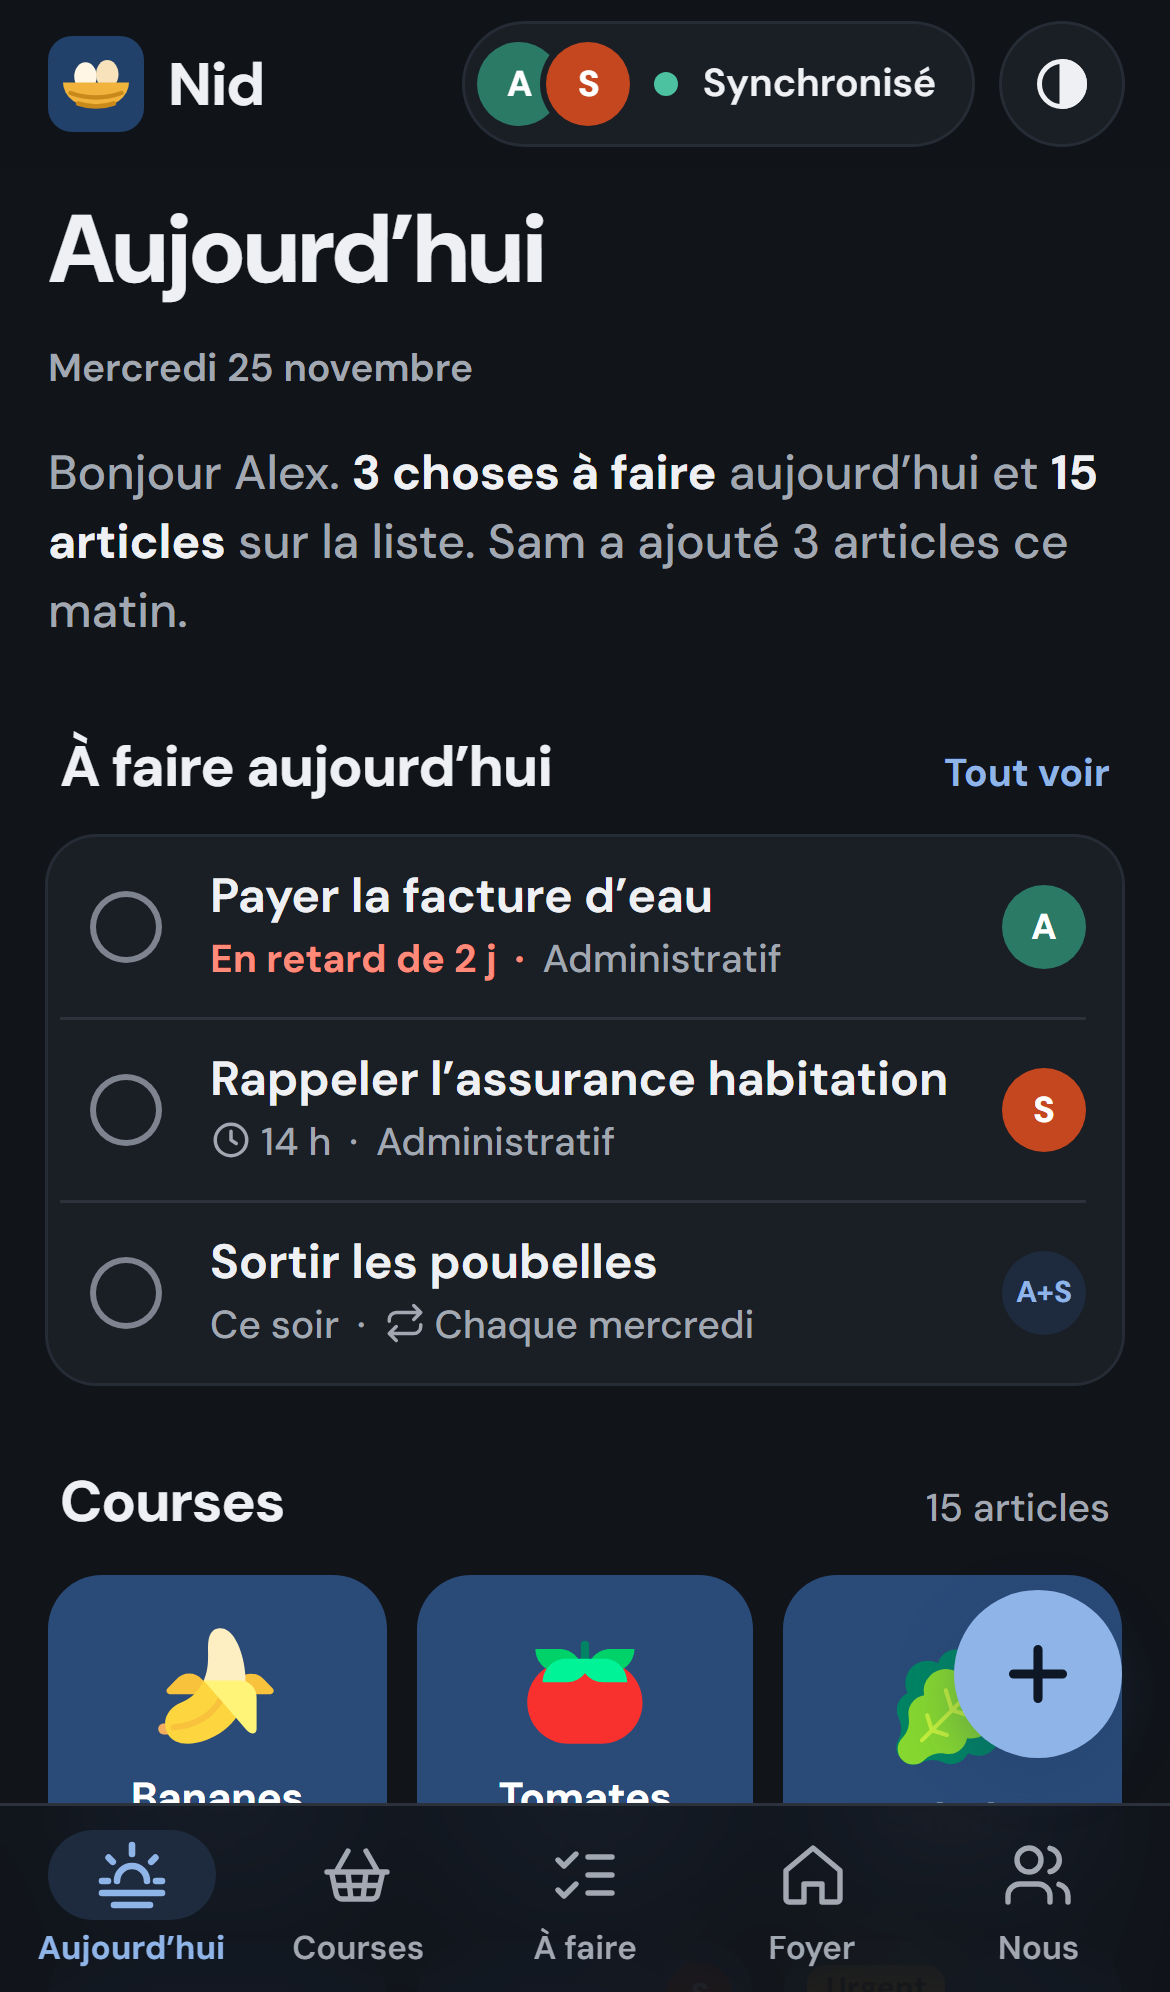 Nid
A S Synchronisé
Aujourd’hui
Mercredi 25 novembre
Bonjour Alex. 3 choses à faire aujourd’hui et 15
articles sur la liste. Sam a ajouté 3 articles ce
matin.
À faire aujourd’hui
Tout voir
Payer la facture d’eau
A
En retard de 2 j · Administratif
Rappeler l’assurance habitation
S
14 h · Administratif
Sortir les poubelles
A+S
Ce soir · Chaque mercredi
Courses
15 articles
Bananes
Tomates
Aujourd’hui
Courses
À faire
Foyer
Nous
Urgent